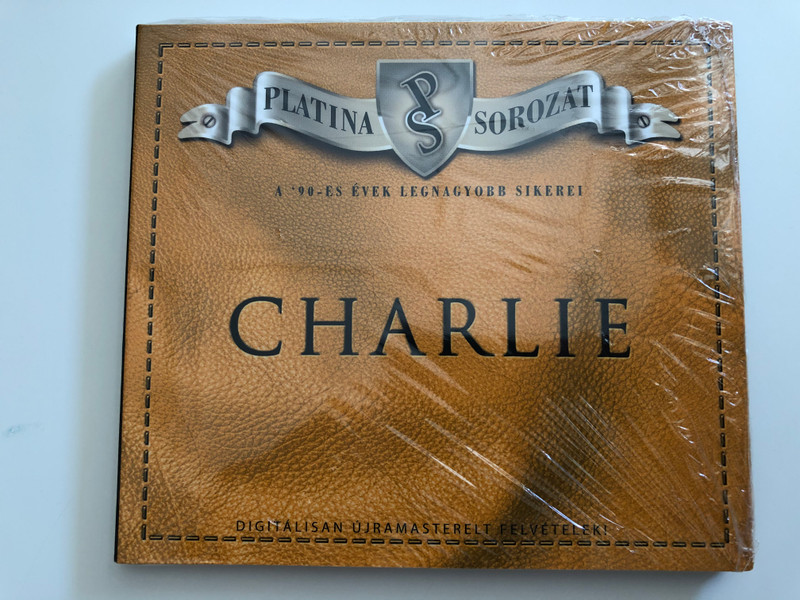 PLATINA PS SOROZAT
A '90-ES ÉVEK LEGNAGYOBB SIKEREI
CHARLIE
DIGITÁLISAN ÚJRAMASTERELT FELVÉTELEK!